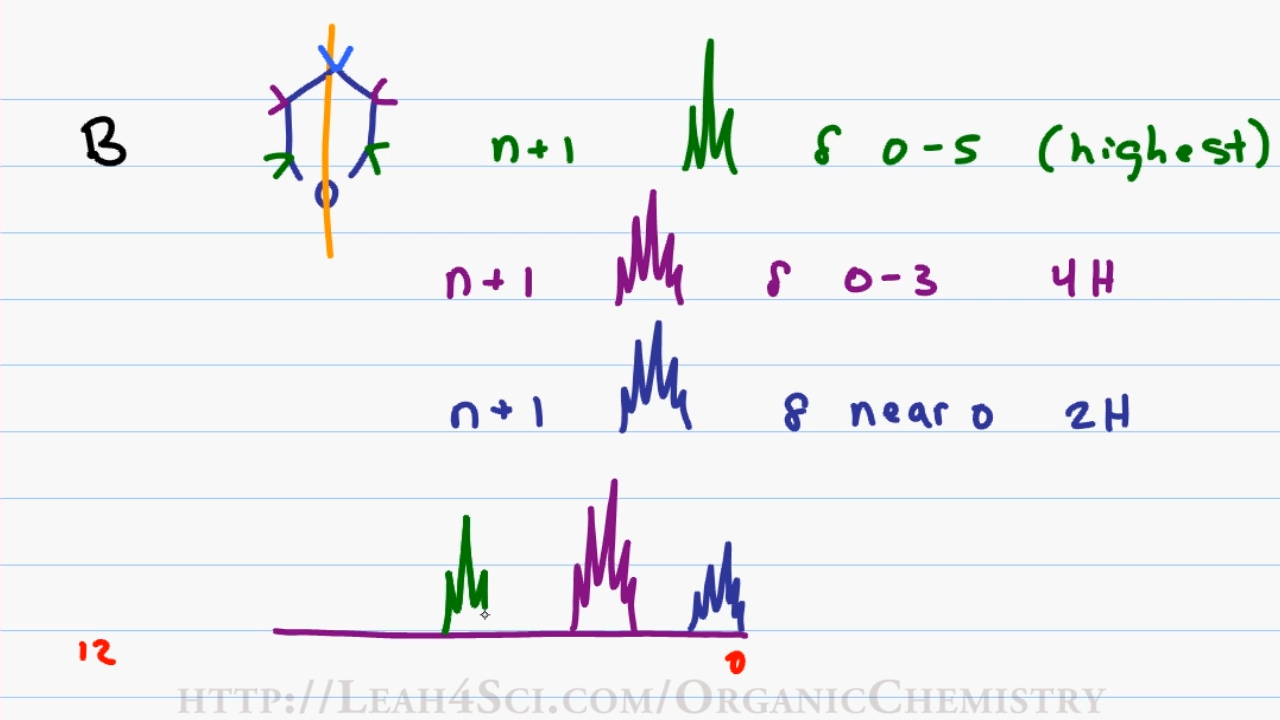 B
O
n+1 δ 0-5 (highest)
n+1 δ 0-3 4H
n+1 δ near 0 2H
12 0
HTTP://LEAH4SCI.COM/ORGANICCHEMISTRY